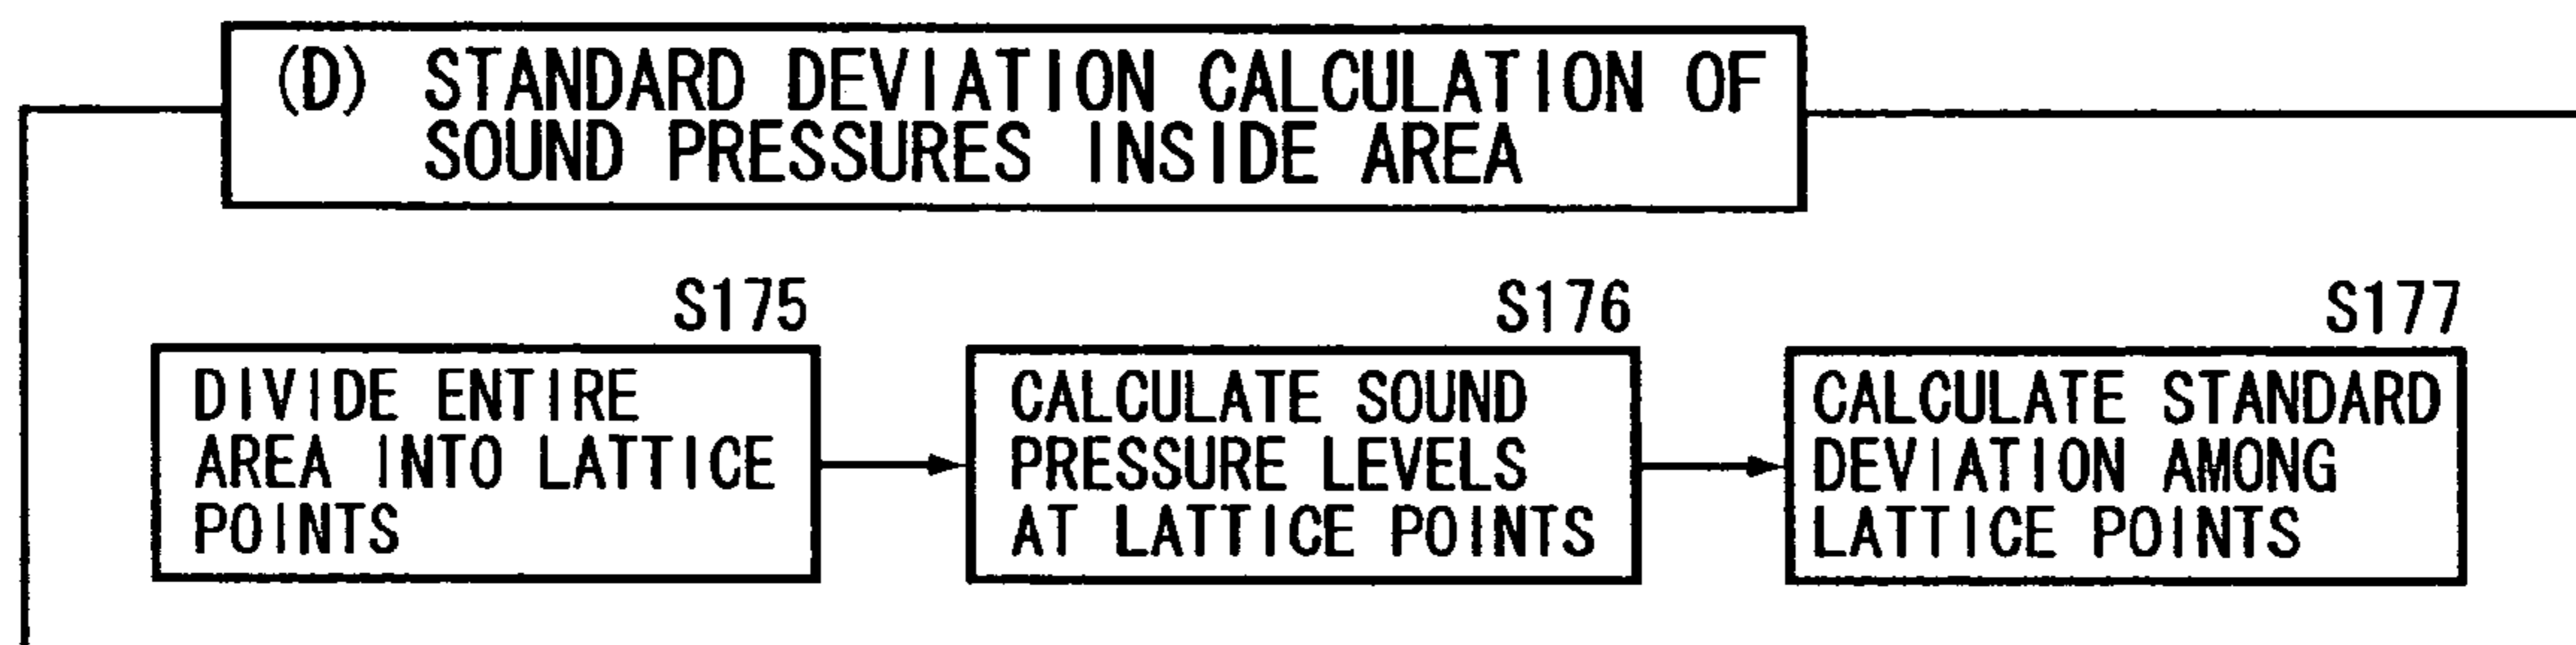 (D) STANDARD DEVIATION CALCULATION OF
SOUND PRESSURES INSIDE AREA
S175
DIVIDE ENTIRE
AREA INTO LATTICE
POINTS
S176
CALCULATE SOUND
PRESSURE LEVELS
AT LATTICE POINTS
S177
CALCULATE STANDARD
DEVIATION AMONG
LATTICE POINTS